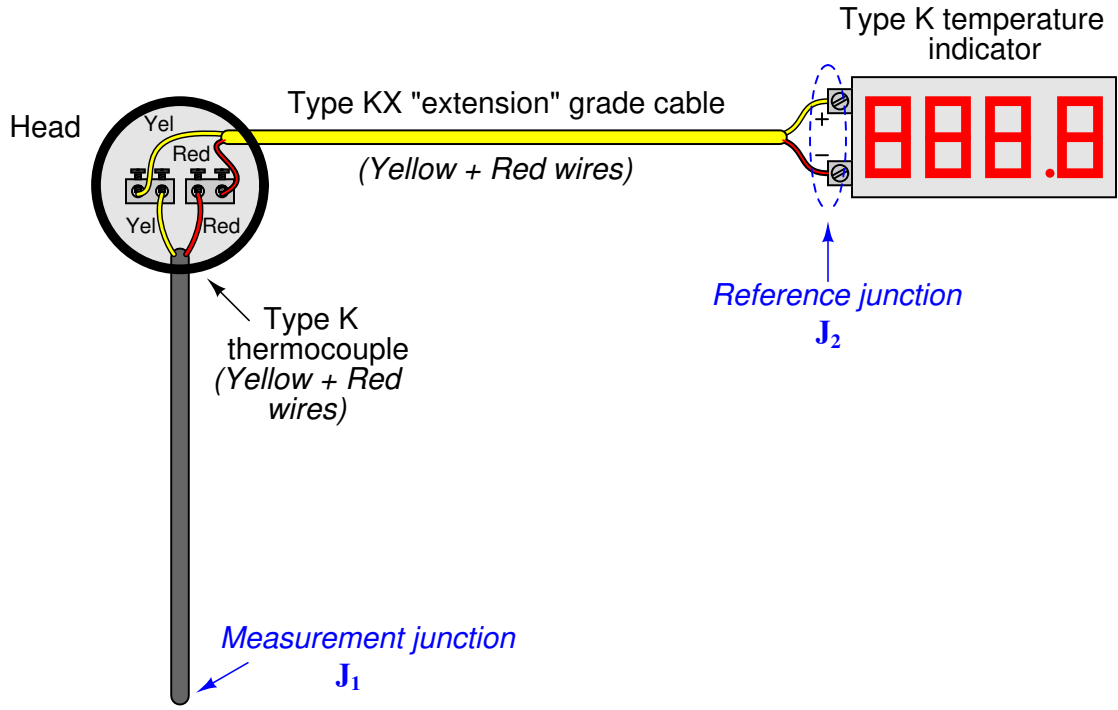 Type K temperature
indicator
Type KX "extension" grade cable
(Yellow + Red wires)
Head
Yel
Red
Yel
Red
+
–
888.8
Reference junction
J2
Type K
thermocouple
(Yellow + Red
wires)
Measurement junction
J1